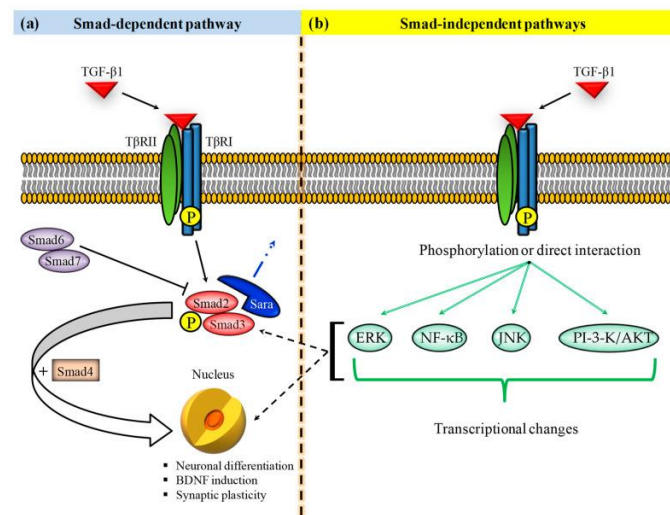 (a) Smad-dependent pathway
(b) Smad-independent pathways
TGF-β1
TGF-β1
TβRII
TβRI
P
P
Phosphorylation or direct interaction
Smad6
Smad7
Smad2
Sara
P
Smad3
ERK
NF-κB
JNK
PI-3-K/AKT
+ Smad4
Nucleus
Transcriptional changes
▪ Neuronal differentiation
▪ BDNF induction
▪ Synaptic plasticity